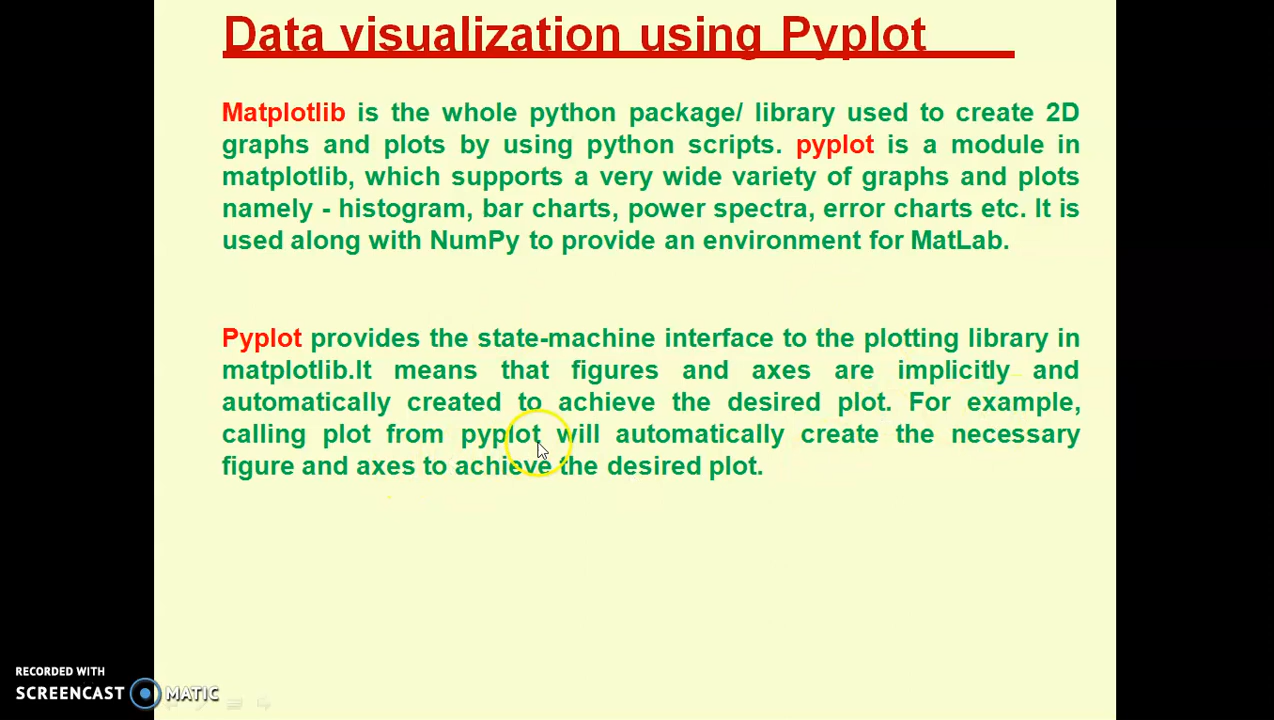 Data visualization using Pyplot
Matplotlib is the whole python package/ library used to create 2D
graphs and plots by using python scripts. pyplot is a module in
matplotlib, which supports a very wide variety of graphs and plots
namely - histogram, bar charts, power spectra, error charts etc. It is
used along with NumPy to provide an environment for MatLab.
Pyplot provides the state-machine interface to the plotting library in
matplotlib.It means that figures and axes are implicitly and
automatically created to achieve the desired plot. For example,
calling plot from pyplot will automatically create the necessary
figure and axes to achieve the desired plot.
RECORDED WITH
SCREENCAST MATIC